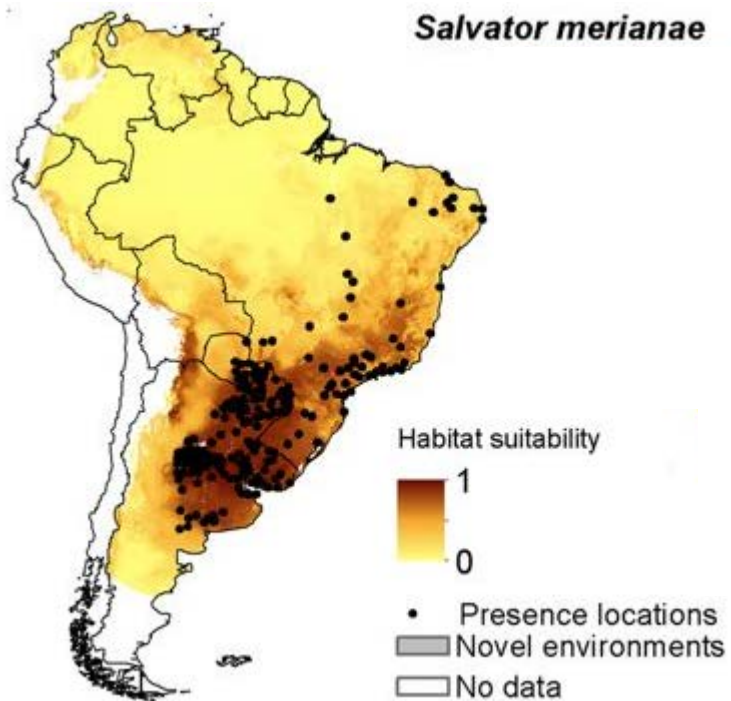 Salvator merianae
Habitat suitability
1
0
Presence locations
Novel environments
No data